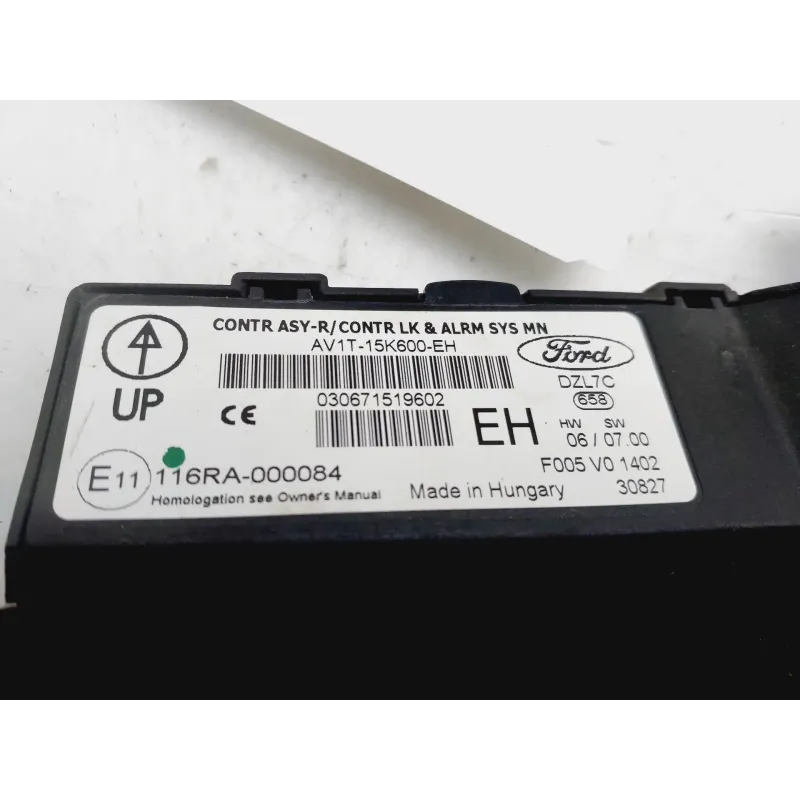 CONTR ASY-R/CONTR LK & ALRM SYS MN
AV1T-15K600-EH
Ford
DZL7C
658
UP
CE
030671519602
EH
HW SW
06 / 07.00
E11
116RA-000084
F005 V0 1402
Homologation see Owner's Manual
Made in Hungary
30827